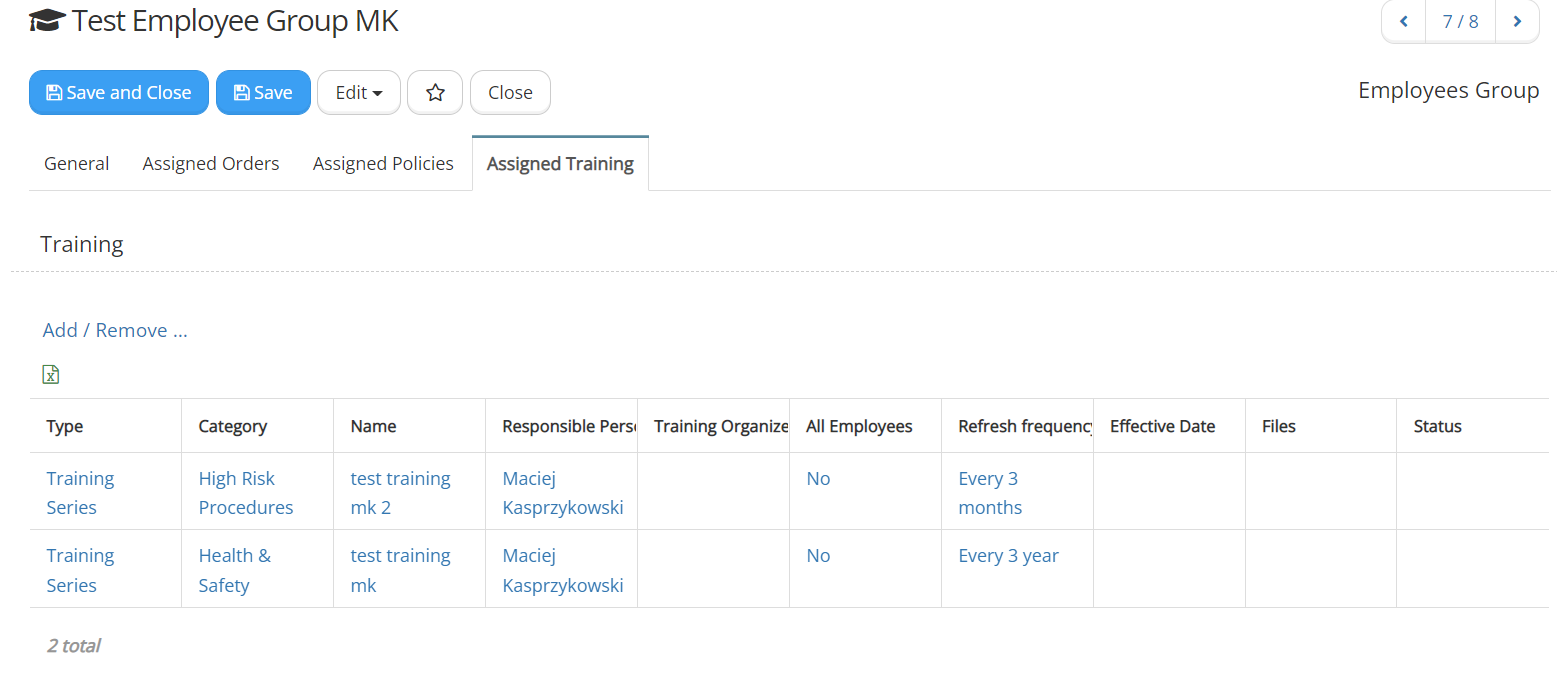 Test Employee Group MK
7 / 8
Save and Close
Save
Edit
Close
Employees Group
General
Assigned Orders
Assigned Policies
Assigned Training
Training
Add / Remove ...
Type
Category
Name
Responsible Pers
Training Organize
All Employees
Refresh frequency
Effective Date
Files
Status
Training
Series
High Risk
Procedures
test training
mk 2
Maciej
Kasprzykowski
No
Every 3
months
Training
Series
Health &
Safety
test training
mk
Maciej
Kasprzykowski
No
Every 3 year
2 total